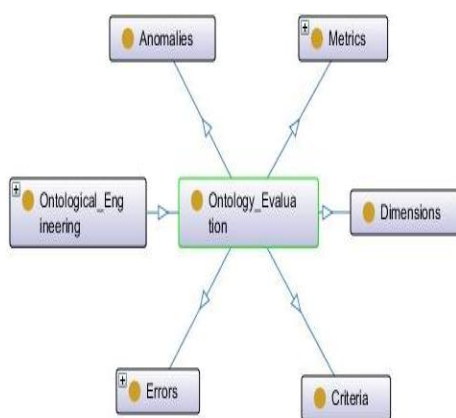 Anomalies
Metrics
Ontological_Eng
ineering
Ontology_Evalua
tion
Dimensions
Errors
Criteria